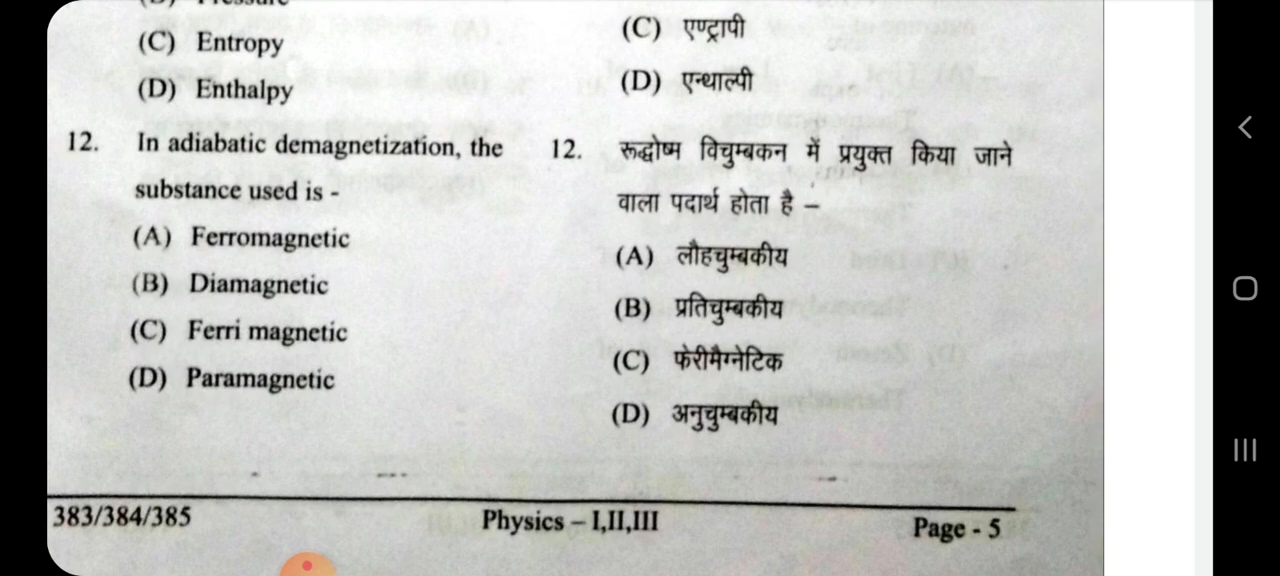 (C) Entropy
(D) Enthalpy
12. In adiabatic demagnetization, the
substance used is -
(A) Ferromagnetic
(B) Diamagnetic
(C) Ferri magnetic
(D) Paramagnetic
(C) एण्ट्रापी
(D) एन्थाल्पी
12. रूद्धोष्म विचुम्बकन में प्रयुक्त किया जाने
वाला पदार्थ होता है –
(A) लौहचुम्बकीय
(B) प्रतिचुम्बकीय
(C) फेरीमैग्नेटिक
(D) अनुचुम्बकीय
383/384/385 Physics – I,II,III Page - 5